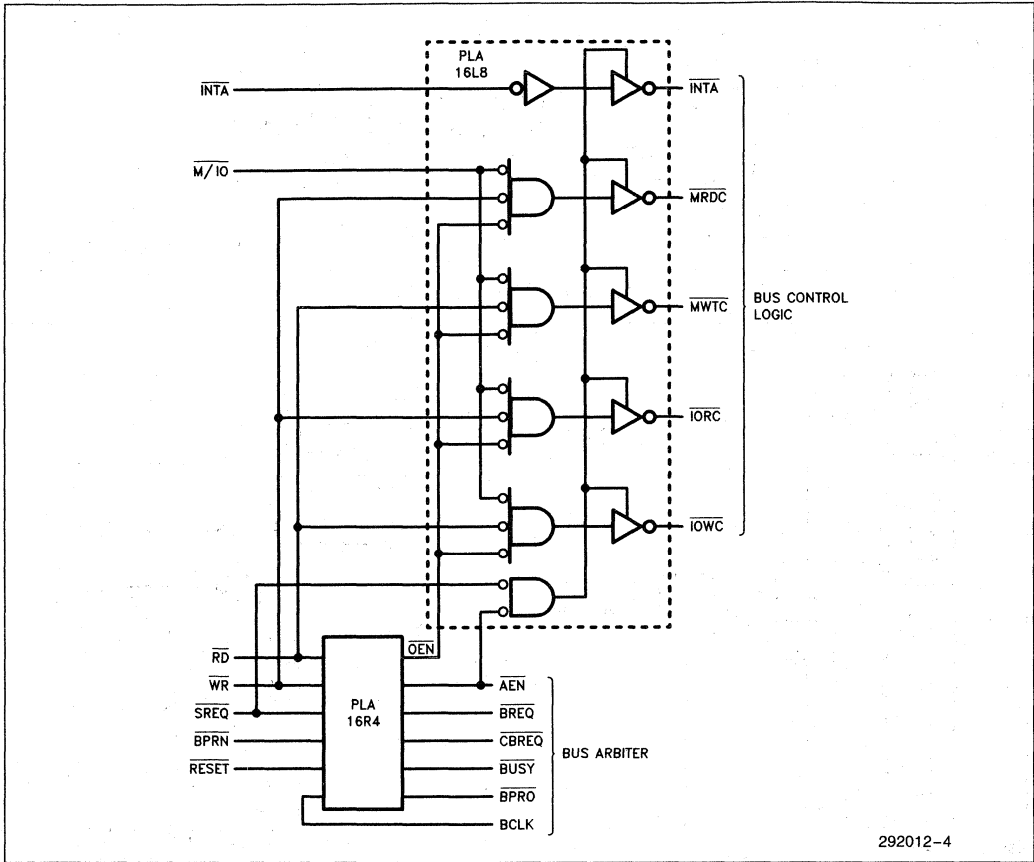 PLA
16L8
INTA
INTA
M/IO
MRDC
MWTC
BUS CONTROL
LOGIC
IORC
IOWC
OEN
RD
WR
SREQ
BPRN
RESET
PLA
16R4
AEN
BREQ
CBREQ
BUSY
BPRO
BCLK
BUS ARBITER
292012-4